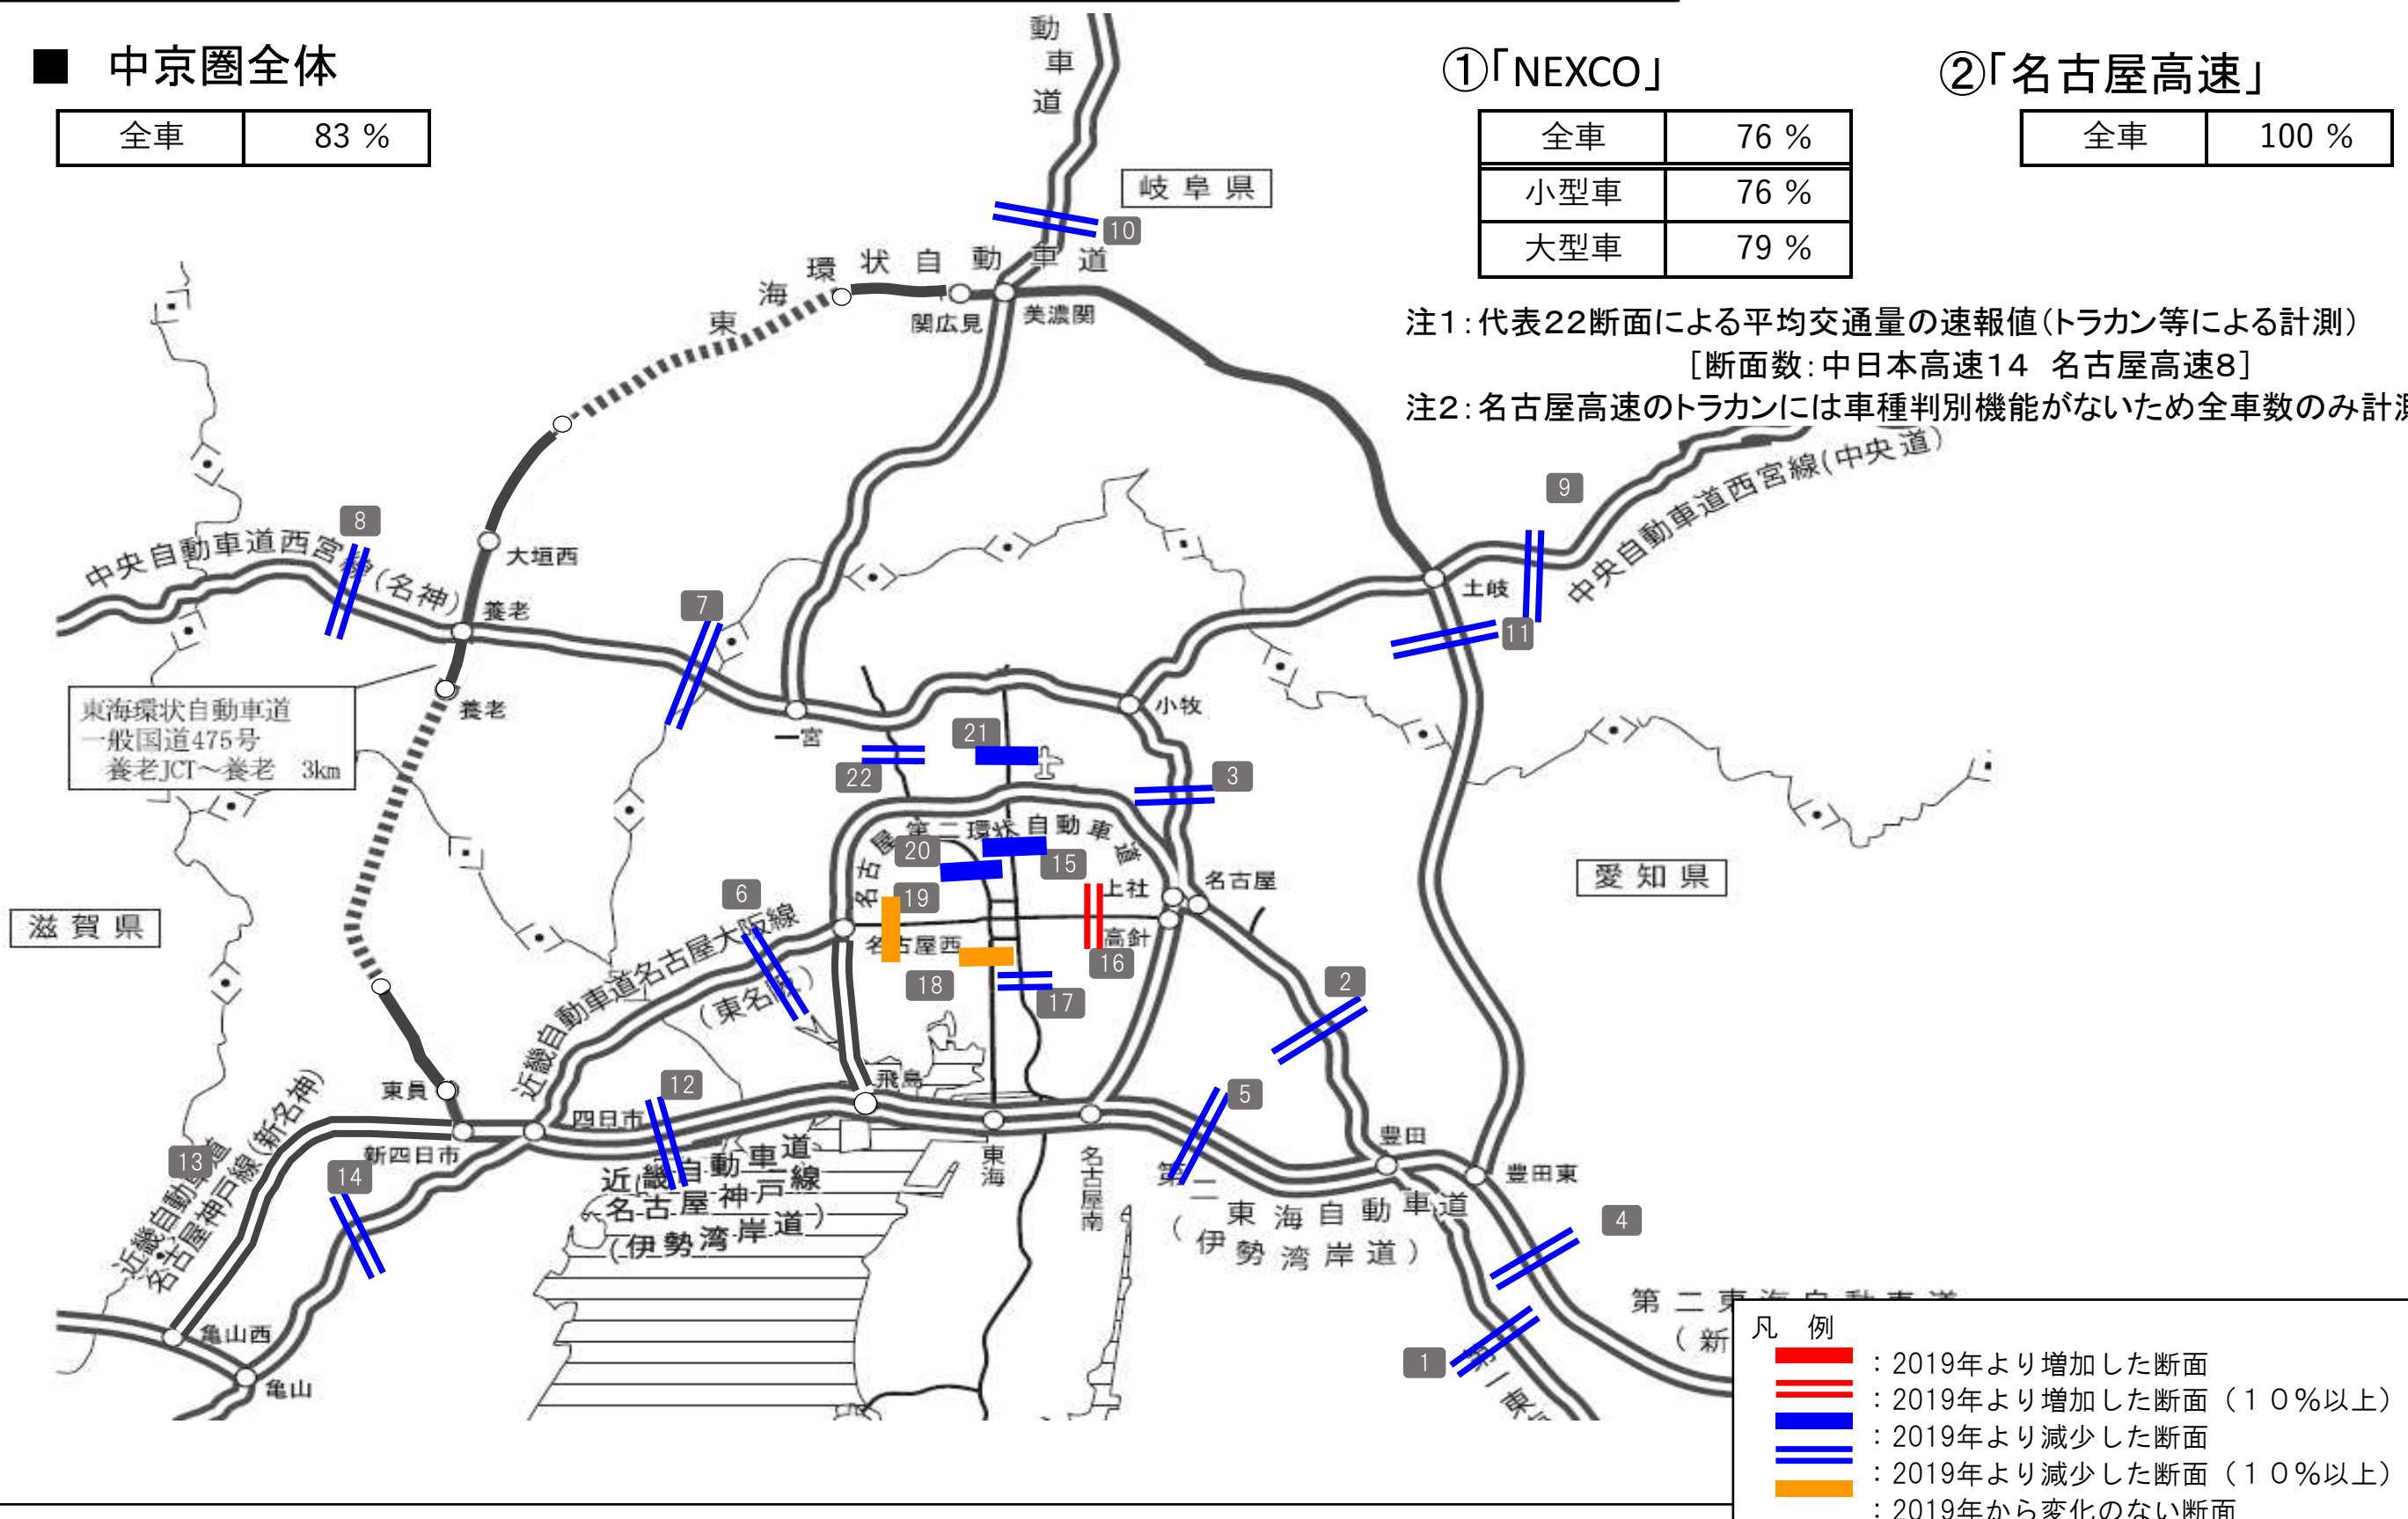 ■ 中京圏全体
全車 83 %
①「NEXCO」
全車 76 %
小型車 76 %
大型車 79 %
②「名古屋高速」
全車 100 %
注1:代表22断面による平均交通量の速報値(トラカン等による計測)
[断面数:中日本高速14 名古屋高速8]
注2:名古屋高速のトラカンには車種判別機能がないため全車数のみ計測
動車道
岐阜県
10
東海環状自動車道
関広見
美濃関
9
中央自動車道西宮線(中央道)
8
中央自動車道西宮線(名神)
大垣西
養老
7
土岐
11
東海環状自動車道
一般国道475号
養老JCT～養老 3km
養老
一宮
小牧
21
22
3
名古屋第二環状自動車道
20
15
上社
名古屋
愛知県
滋賀県
6
19
名古屋西
高針
16
近畿自動車道名古屋大阪線
(東名阪)
18
17
2
飛島
12
5
東員
四日市
新四日市
東海
名古屋南
豊田
豊田東
13
近畿自動車道
名古屋神戸線(新名神)
14
近畿自動車道
名古屋神戸線
(伊勢湾岸道)
第二東海自動車道
(伊勢湾岸道)
4
第二東海自動車道
(新
1
第一東
亀山西
亀山
凡 例
:2019年より増加した断面
:2019年より増加した断面(10%以上)
:2019年より減少した断面
:2019年より減少した断面(10%以上)
:2019年から変化のない断面